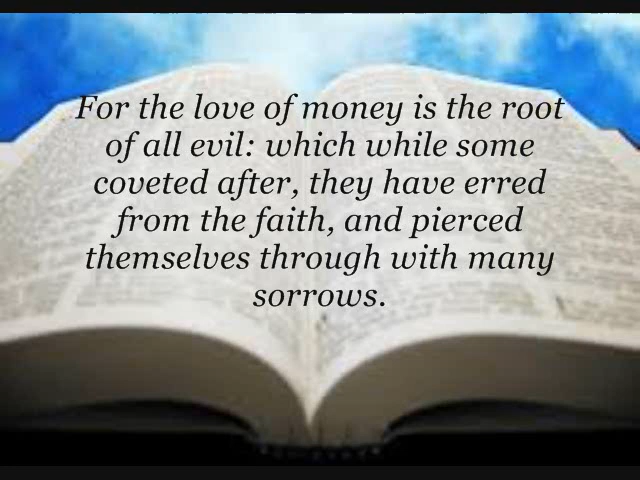 For the love of money is the root
of all evil: which while some
coveted after, they have erred
from the faith, and pierced
themselves through with many
sorrows.